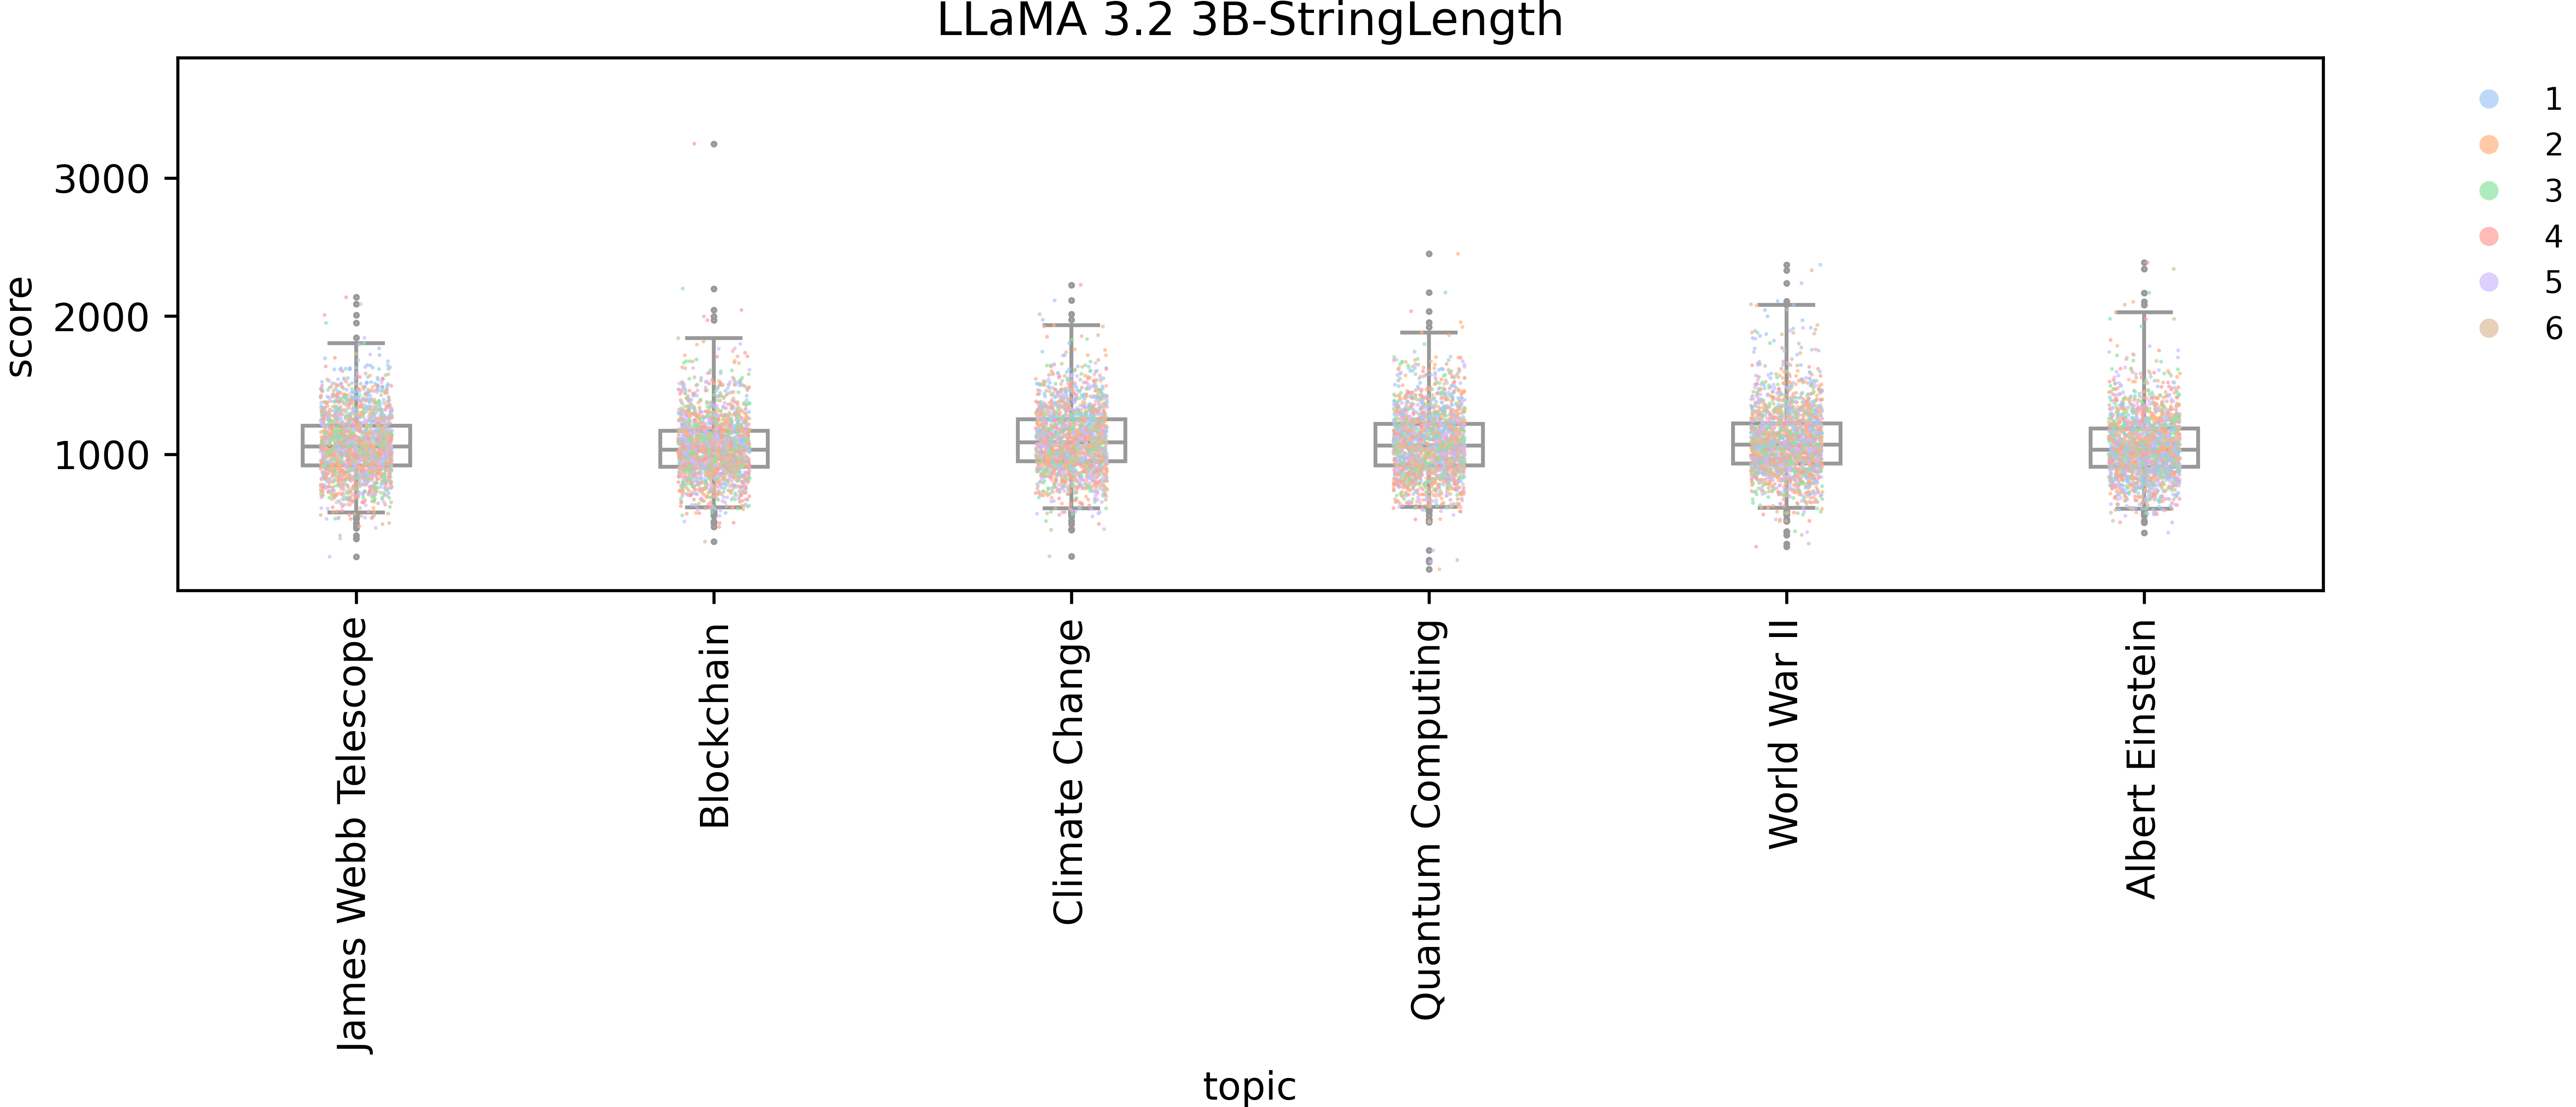 LLaMA 3.2 3B-StringLength
score
3000
2000
1000
1
2
3
4
5
6
James Webb Telescope
Blockchain
Climate Change
Quantum Computing
World War II
Albert Einstein
topic